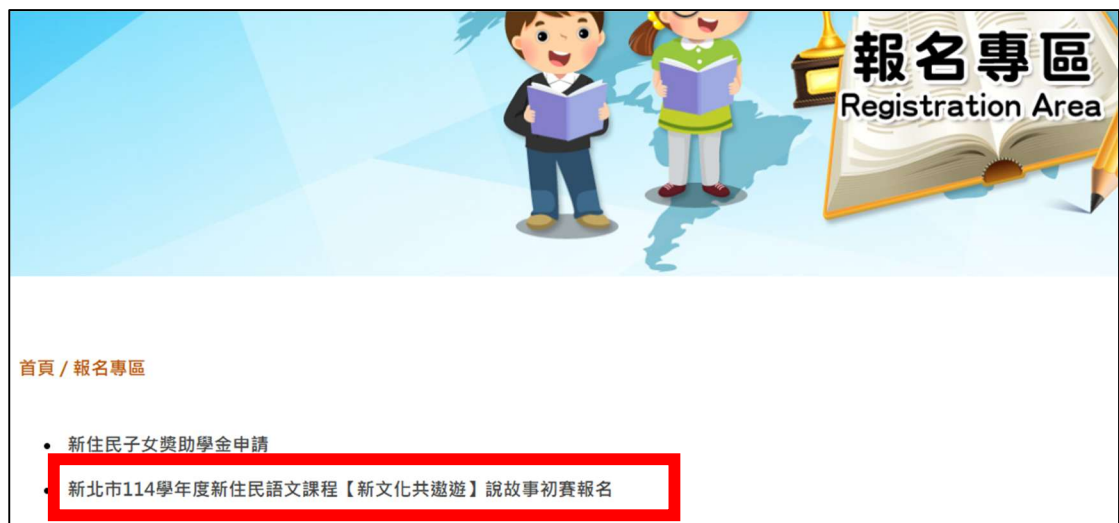 報名專區
Registration Area
首頁 / 報名專區
新住民子女獎助學金申請
新北市114學年度新住民語文課程【新文化共遨遊】說故事初賽報名